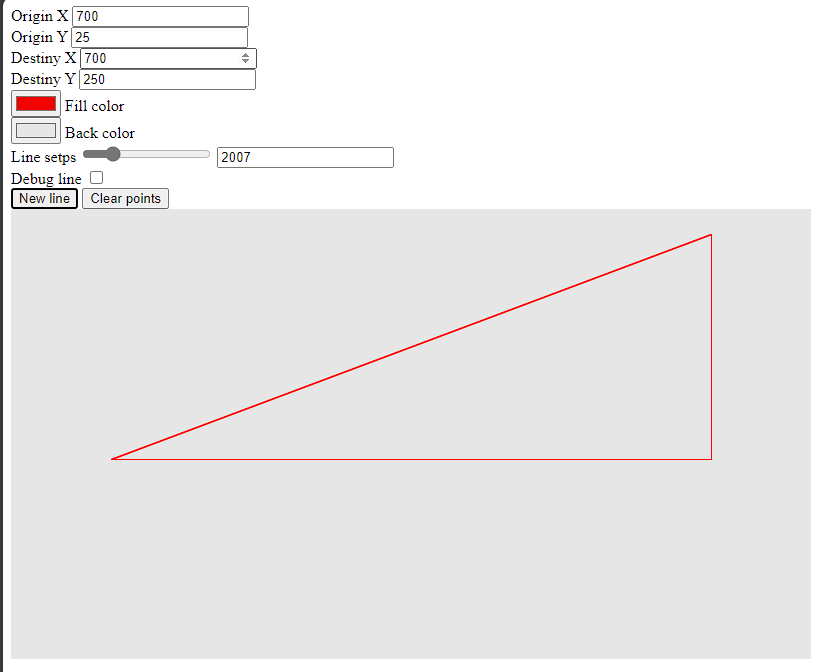 Origin X 700
Origin Y 25
Destiny X 700
Destiny Y 250
Fill color
Back color
Line setps 2007
Debug line
New line Clear points